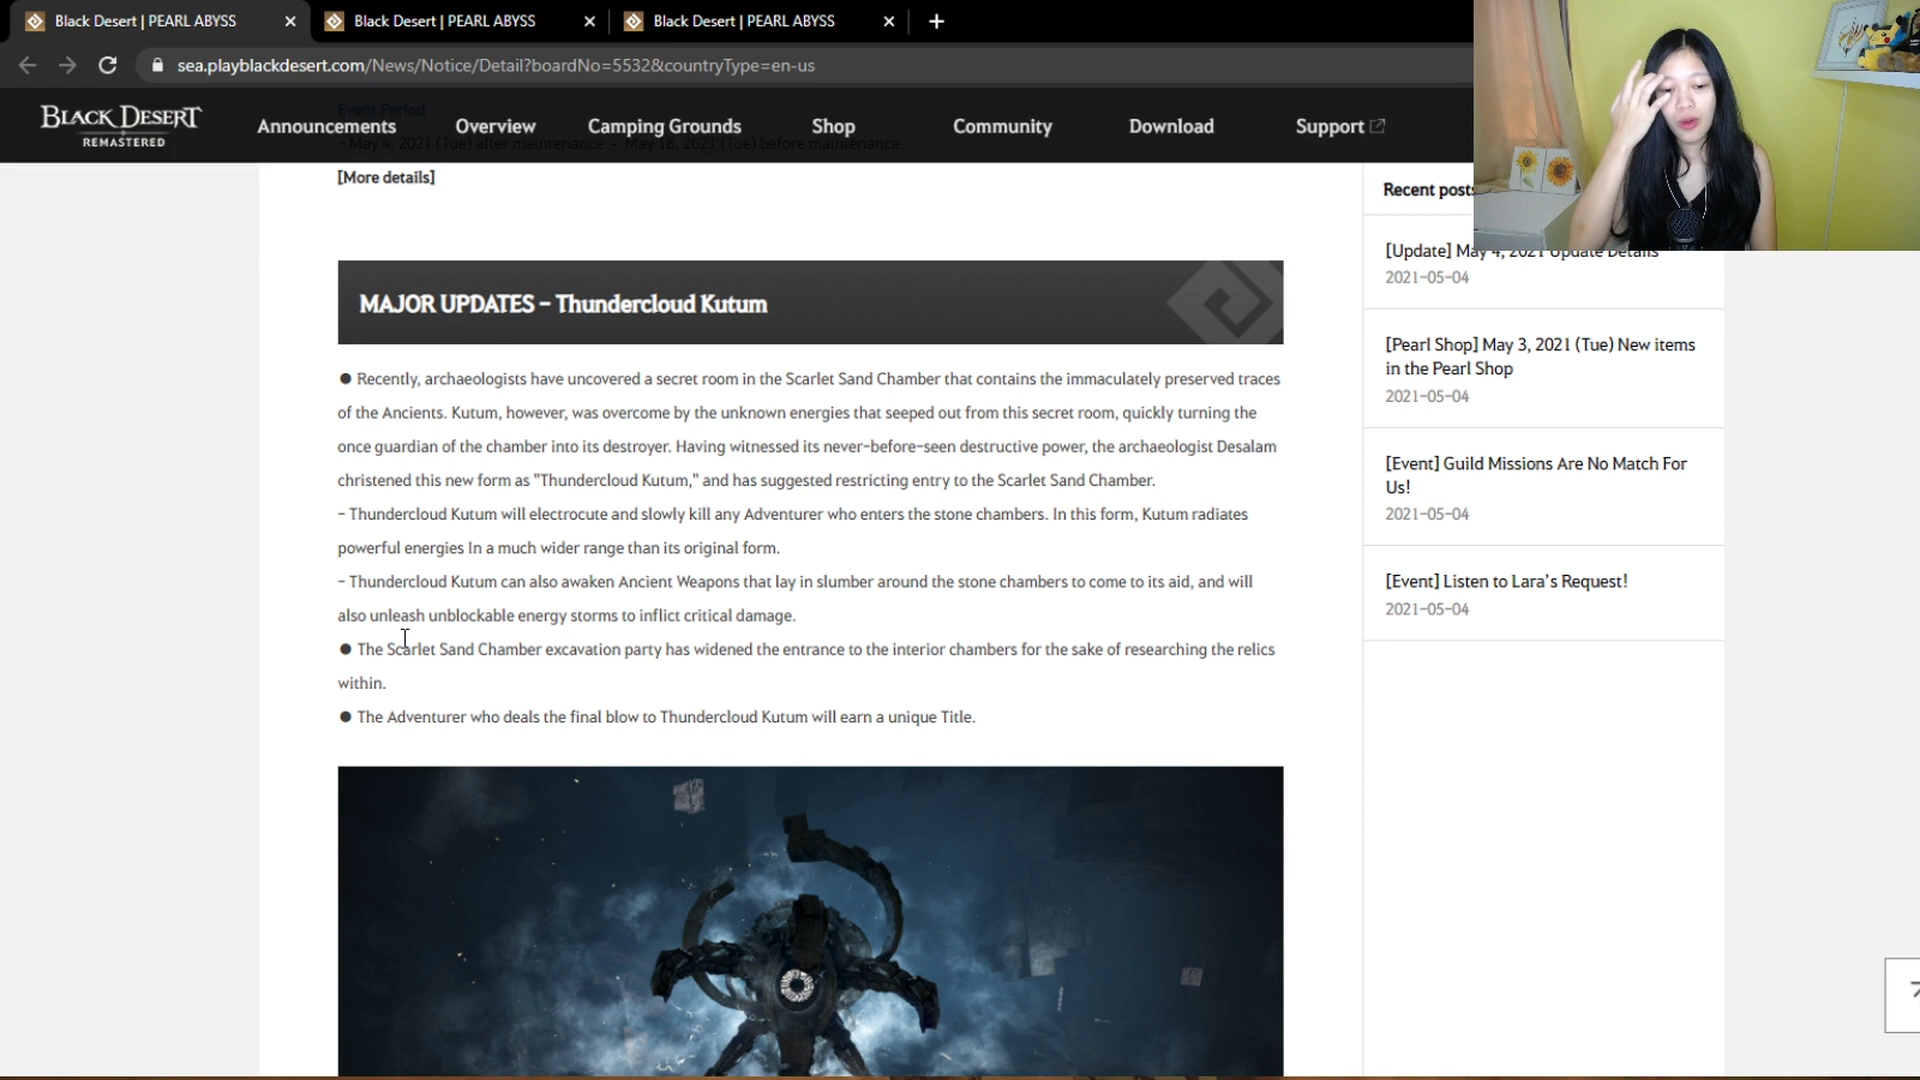 Black Desert | PEARL ABYSS
Black Desert | PEARL ABYSS
Black Desert | PEARL ABYSS
sea.playblackdesert.com/News/Notice/Detail?boardNo=5532&countryType=en-us
BLACK DESERT
REMASTERED
Announcements
Overview
Camping Grounds
Shop
Community
Download
Support
Event Period
- May 4, 2021 (Tue) after maintenance - May 18, 2021 (Tue) before maintenance
[More details]
MAJOR UPDATES - Thundercloud Kutum
● Recently, archaeologists have uncovered a secret room in the Scarlet Sand Chamber that contains the immaculately preserved traces
of the Ancients. Kutum, however, was overcome by the unknown energies that seeped out from this secret room, quickly turning the
once guardian of the chamber into its destroyer. Having witnessed its never-before-seen destructive power, the archaeologist Desalam
christened this new form as "Thundercloud Kutum," and has suggested restricting entry to the Scarlet Sand Chamber.
- Thundercloud Kutum will electrocute and slowly kill any Adventurer who enters the stone chambers. In this form, Kutum radiates
powerful energies In a much wider range than its original form.
- Thundercloud Kutum can also awaken Ancient Weapons that lay in slumber around the stone chambers to come to its aid, and will
also unleash unblockable energy storms to inflict critical damage.
● The Scarlet Sand Chamber excavation party has widened the entrance to the interior chambers for the sake of researching the relics
within.
● The Adventurer who deals the final blow to Thundercloud Kutum will earn a unique Title.
Recent posts
[Update] May 4, 2021 Update Details
2021-05-04
[Pearl Shop] May 3, 2021 (Tue) New items
in the Pearl Shop
2021-05-04
[Event] Guild Missions Are No Match For
Us!
2021-05-04
[Event] Listen to Lara's Request!
2021-05-04